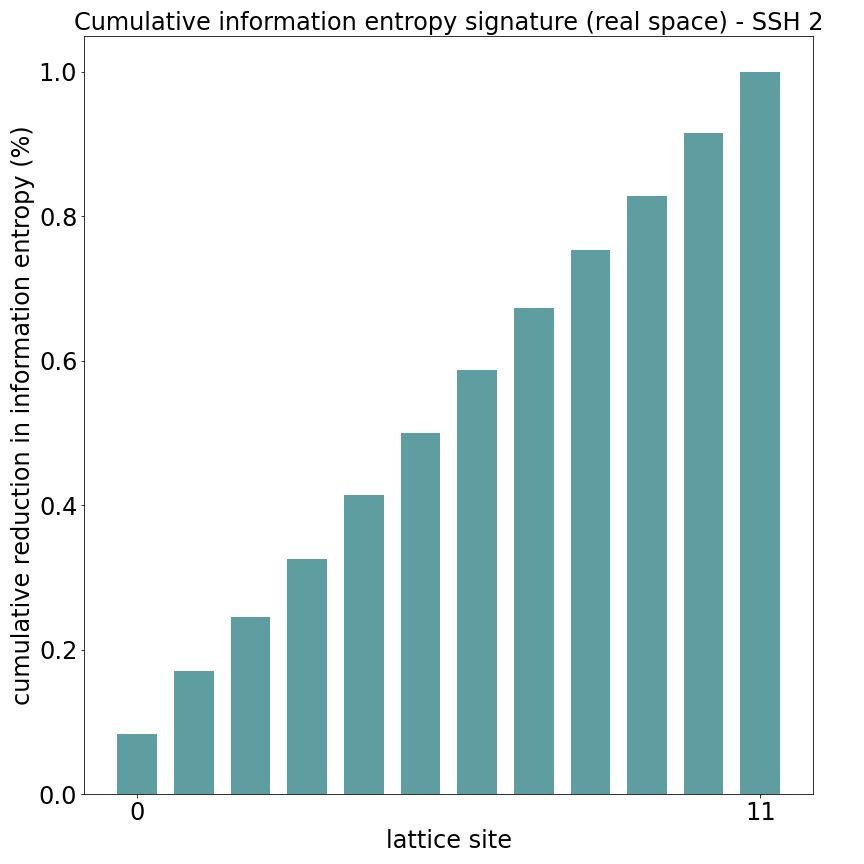 Cumulative information entropy signature (real space) - SSH 2
cumulative reduction in information entropy (%)
1.0
0.8
0.6
0.4
0.2
0.0
0
11
lattice site